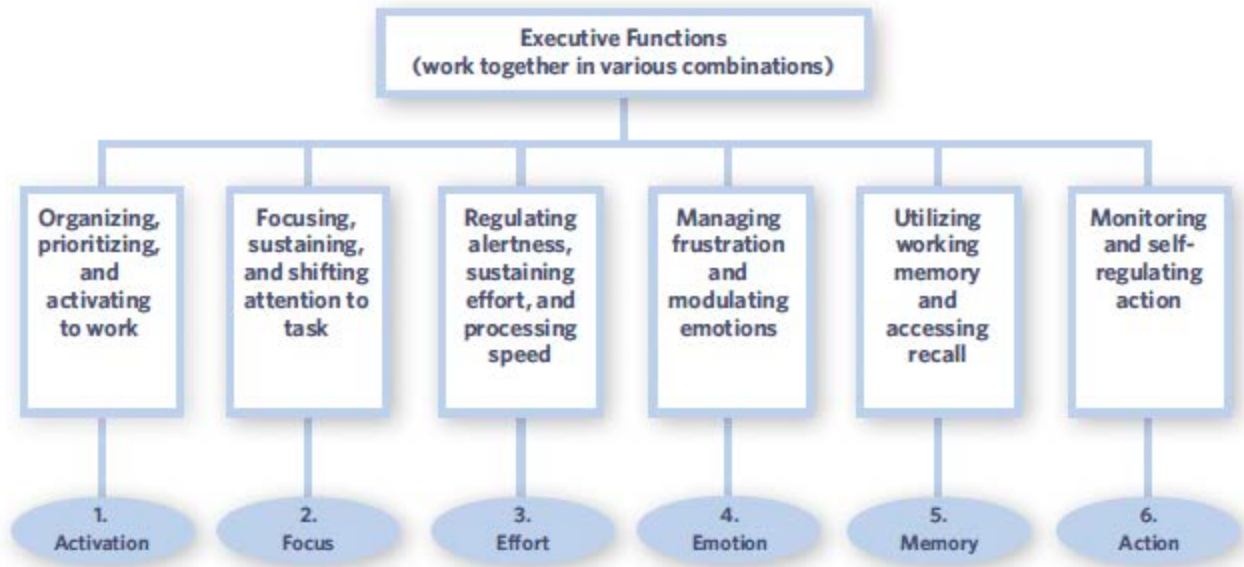 Executive Functions
(work together in various combinations)
Organizing,
prioritizing,
and
activating
to work
Focusing,
sustaining,
and shifting
attention to
task
Regulating
alertness,
sustaining
effort, and
processing
speed
Managing
frustration
and
modulating
emotions
Utilizing
working
memory
and
accessing
recall
Monitoring
and self-
regulating
action
1.
Activation
2.
Focus
3.
Effort
4.
Emotion
5.
Memory
6.
Action